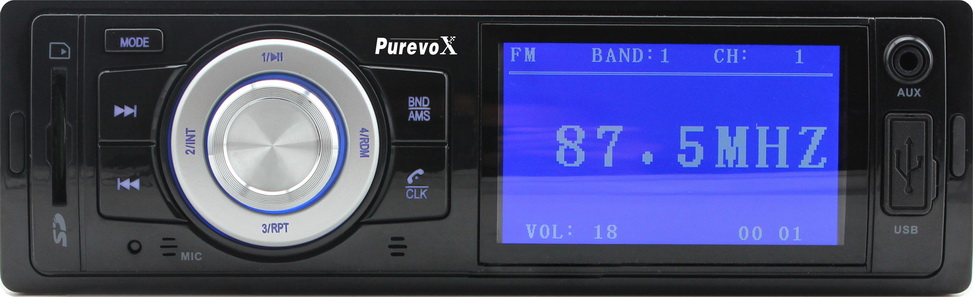 MODE
1/⏯
2/INT
4/RDM
3/RPT
SD
MIC
PurevoX
BND
AMS
CLK
FM BAND:1 CH: 1
87.5MHZ
VOL: 18 00 01
AUX
USB